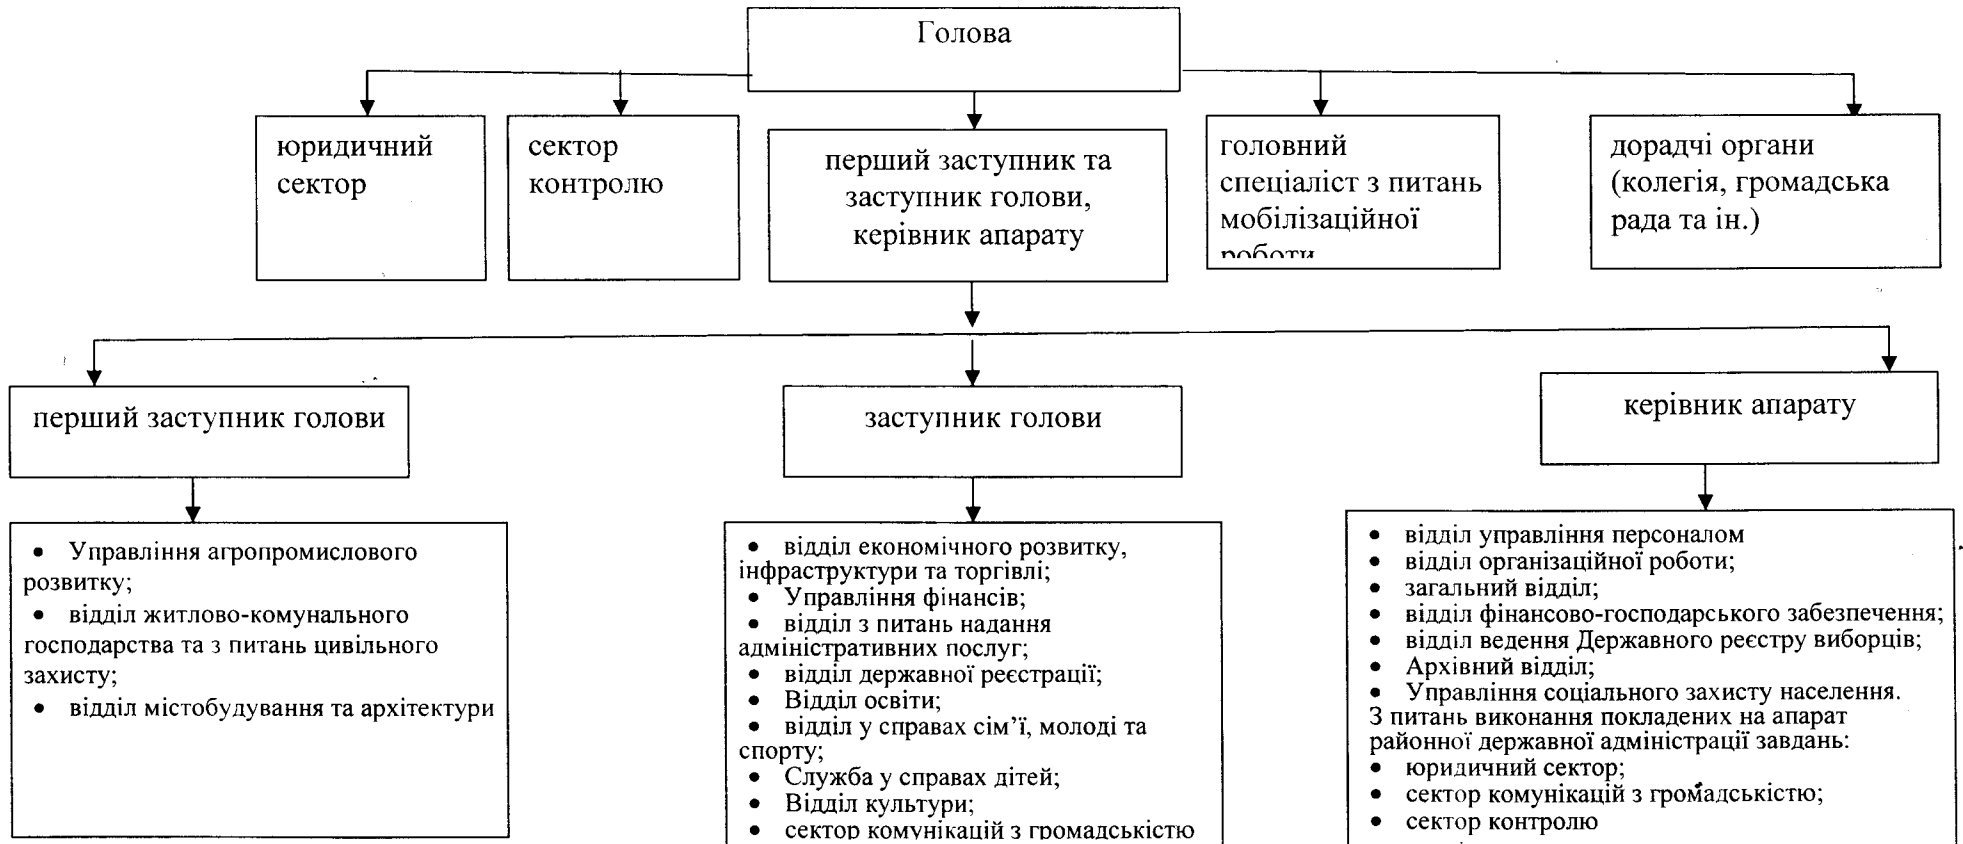 Голова
юридичний
сектор
сектор
контролю
перший заступник та
заступник голови,
керівник апарату
головний
спеціаліст з питань
мобілізаційної
роботи
дорадчі органи
(колегія, громадська
рада та ін.)
перший заступник голови
заступник голови
керівник апарату
• Управління агропромислового
розвитку;
• відділ житлово-комунального
господарства та з питань цивільного
захисту;
• відділ містобудування та архітектури
• відділ економічного розвитку,
інфраструктури та торгівлі;
• Управління фінансів;
• відділ з питань надання
адміністративних послуг;
• відділ державної реєстрації;
• Відділ освіти;
• відділ у справах сім’ї, молоді та
спорту;
• Служба у справах дітей;
• Відділ культури;
• сектор комунікацій з громадськістю
• відділ управління персоналом
• відділ організаційної роботи;
• загальний відділ;
• відділ фінансово-господарського забезпечення;
• відділ ведення Державного реєстру виборців;
• Архівний відділ;
• Управління соціального захисту населення.
З питань виконання покладених на апарат
районної державної адміністрації завдань:
• юридичний сектор;
• сектор комунікацій з громадськістю;
• сектор контролю